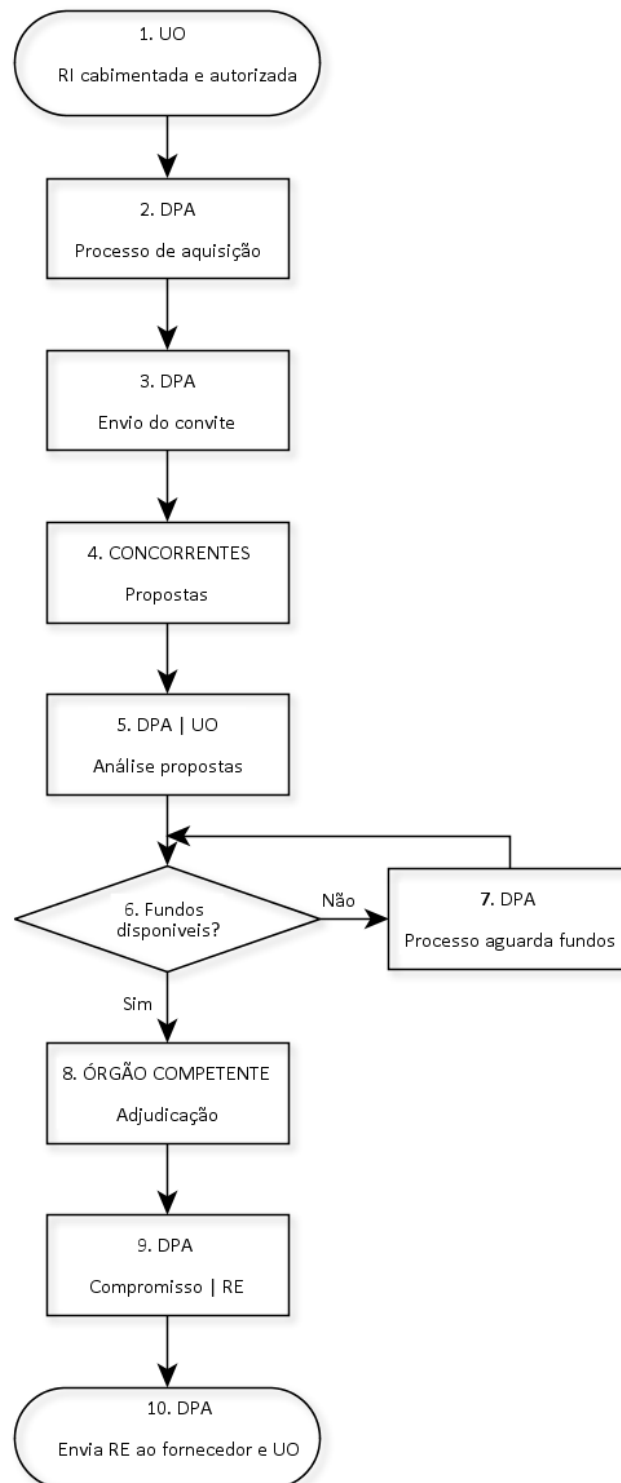 1. UO
RI cabimentada e autorizada
2. DPA
Processo de aquisição
3. DPA
Envio do convite
4. CONCORRENTES
Propostas
5. DPA | UO
Análise propostas
6. Fundos
disponiveis?
Não
7. DPA
Processo aguarda fundos
Sim
8. ÓRGÃO COMPETENTE
Adjudicação
9. DPA
Compromisso | RE
10. DPA
Envia RE ao fornecedor e UO